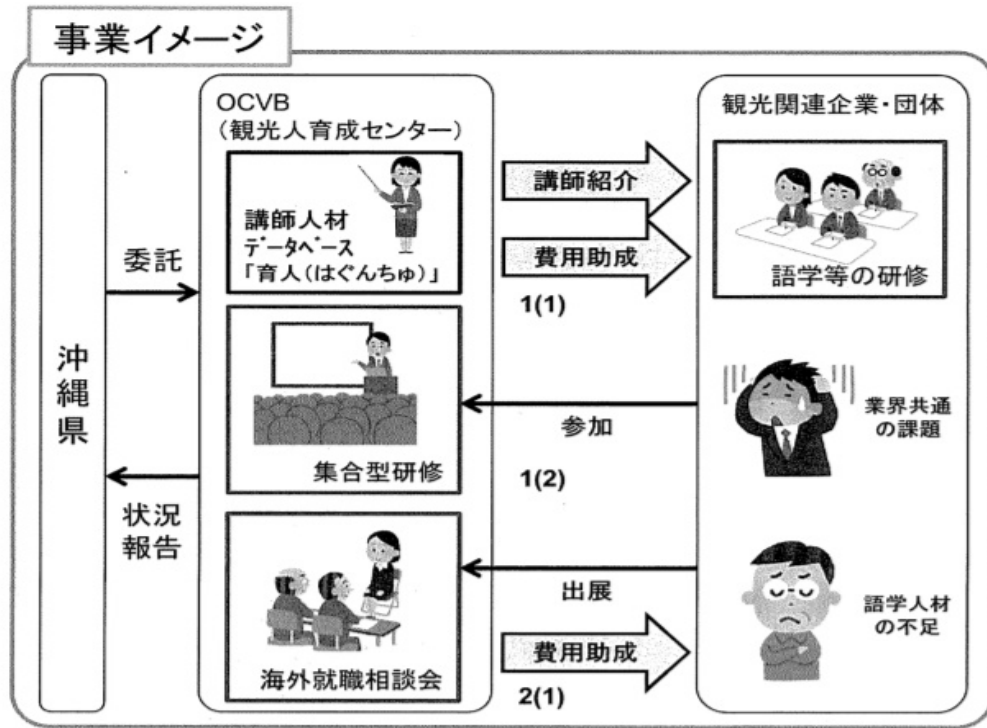 事業イメージ
沖縄県
委託
状況
報告
OCVB
(観光人育成センター)
講師人材
ﾃﾞｰﾀﾍﾞｰｽ
「育人(はぐんちゅ)」
集合型研修
海外就職相談会
講師紹介
費用助成
1(1)
参加
1(2)
出展
費用助成
2(1)
観光関連企業・団体
語学等の研修
業界共通
の課題
語学人材
の不足